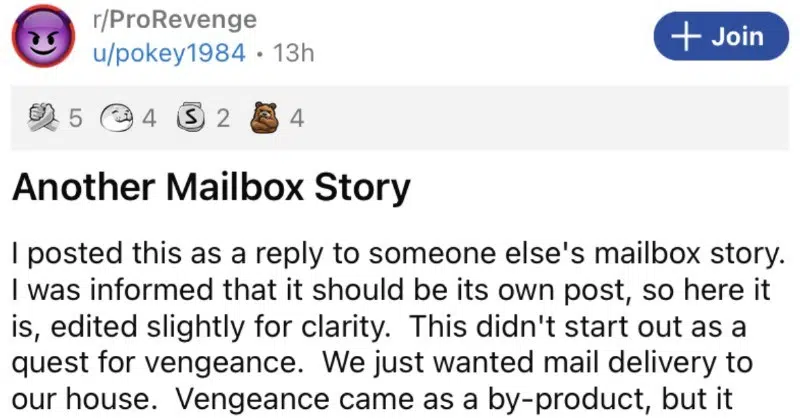 r/ProRevenge
u/pokey1984 • 13h
+ Join
5 4 S 2 4
Another Mailbox Story
I posted this as a reply to someone else's mailbox story.
I was informed that it should be its own post, so here it
is, edited slightly for clarity.  This didn't start out as a
quest for vengeance.  We just wanted mail delivery to
our house.  Vengeance came as a by-product, but it